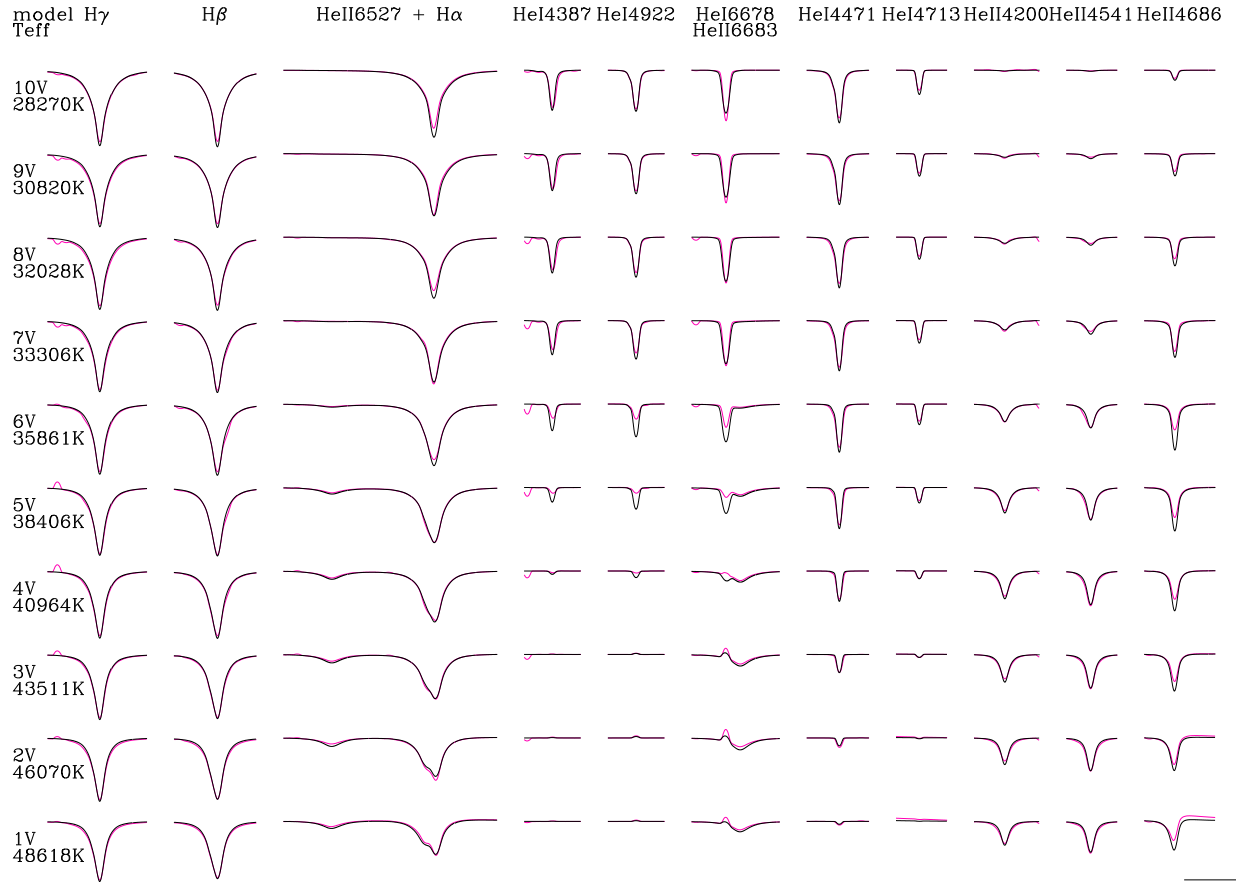 model Hγ Hβ HeII6527 + Hα HeI4387 HeI4922 HeI6678 HeI4471 HeI4713 HeII4200 HeII4541 HeII4686
Teff HeII6683
10V
28270K
9V
30820K
8V
32028K
7V
33306K
6V
35861K
5V
38406K
4V
40964K
3V
43511K
2V
46070K
1V
48618K